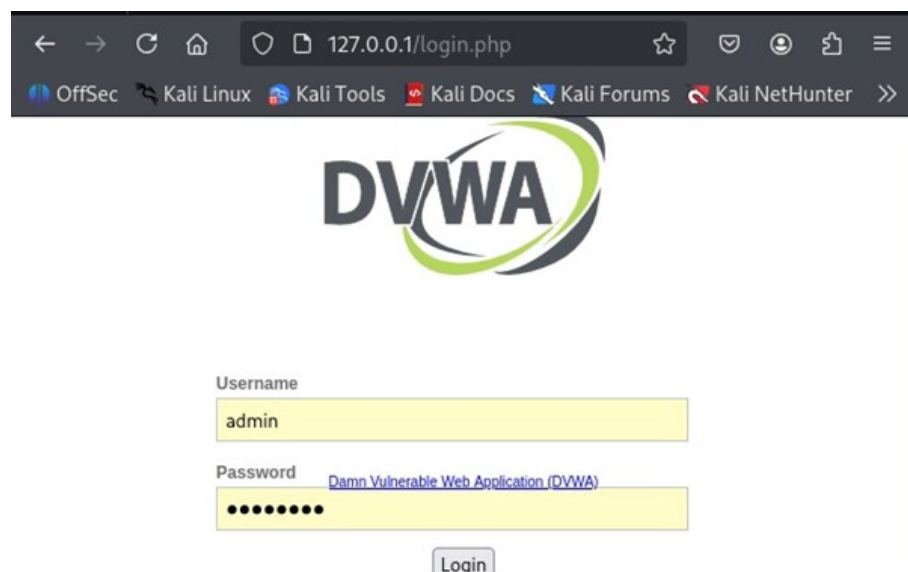 127.0.0.1/login.php
OffSec Kali Linux Kali Tools Kali Docs Kali Forums Kali NetHunter
DVWA
Username
admin
Password
Damn Vulnerable Web Application (DVWA)
Login